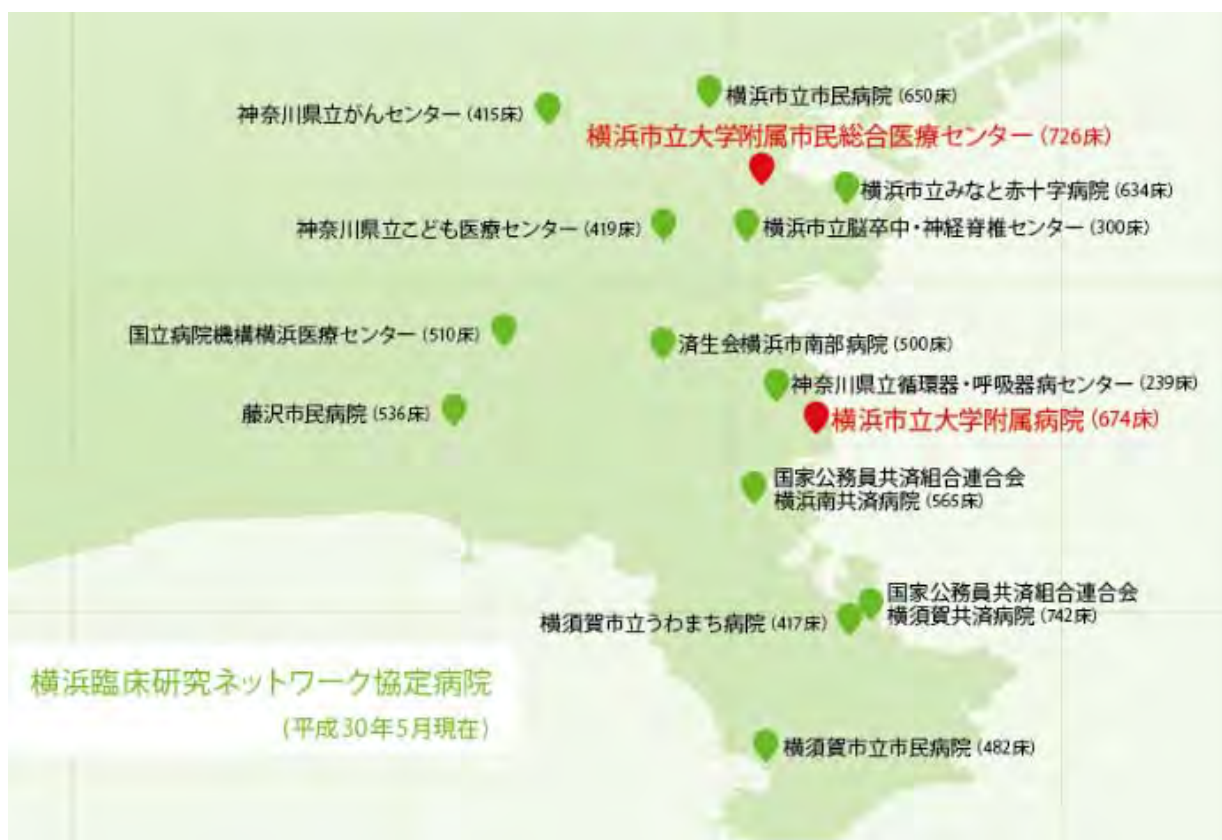 横浜市立市民病院 (650床)
神奈川県立がんセンター (415床)
横浜市立大学附属市民総合医療センター (726床)
横浜市立みなと赤十字病院 (634床)
神奈川県立こども医療センター (419床)
横浜市立脳卒中・神経脊椎センター (300床)
国立病院機構横浜医療センター (510床)
済生会横浜市南部病院 (500床)
神奈川県立循環器・呼吸器病センター (239床)
藤沢市民病院 (536床)
横浜市立大学附属病院 (674床)
国家公務員共済組合連合会
横浜南共済病院 (565床)
国家公務員共済組合連合会
横須賀共済病院 (742床)
横須賀市立うわまち病院 (417床)
横浜臨床研究ネットワーク協定病院
(平成30年5月現在)
横須賀市立市民病院 (482床)